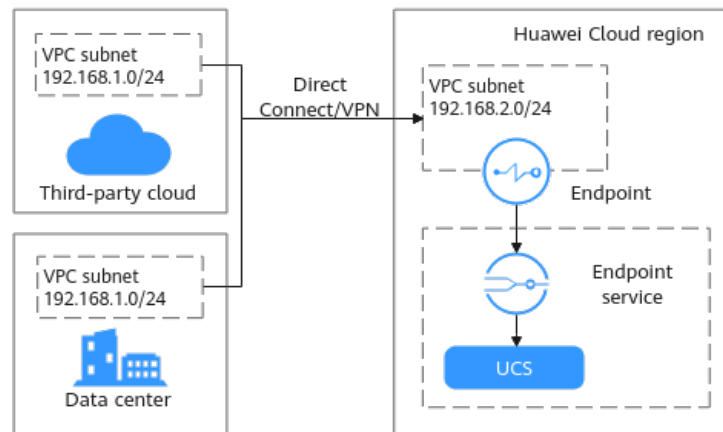 VPC subnet
192.168.1.0/24
Third-party cloud
VPC subnet
192.168.1.0/24
Data center
Direct
Connect/VPN
Huawei Cloud region
VPC subnet
192.168.2.0/24
Endpoint
Endpoint
service
UCS